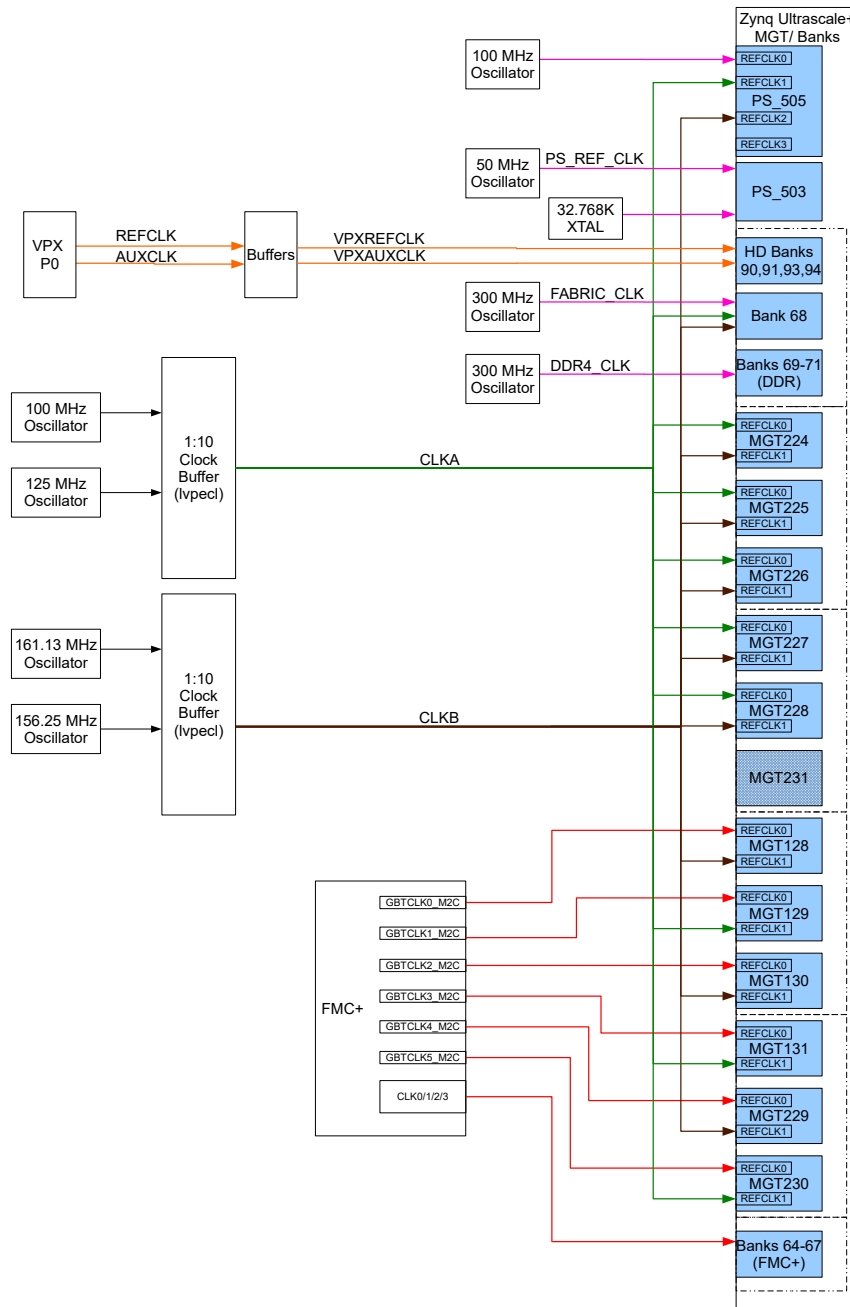 Zynq Ultrascale+
MGT/ Banks
100 MHz
Oscillator
REFCLK0
REFCLK1
PS_505
REFCLK2
REFCLK3
50 MHz
Oscillator
PS_REF_CLK
PS_503
32.768K
XTAL
VPX
P0
REFCLK
AUXCLK
Buffers
VPXREFCLK
VPXAUXCLK
HD Banks
90,91,93,94
300 MHz
Oscillator
FABRIC_CLK
Bank 68
300 MHz
Oscillator
DDR4_CLK
Banks 69-71
(DDR)
100 MHz
Oscillator
125 MHz
Oscillator
1:10
Clock
Buffer
(lvpecl)
CLKA
REFCLK0
MGT224
REFCLK1
REFCLK0
MGT225
REFCLK1
REFCLK0
MGT226
REFCLK1
161.13 MHz
Oscillator
156.25 MHz
Oscillator
1:10
Clock
Buffer
(lvpecl)
CLKB
REFCLK0
MGT227
REFCLK1
REFCLK0
MGT228
REFCLK1
MGT231
REFCLK0
MGT128
REFCLK1
REFCLK0
MGT129
REFCLK1
REFCLK0
MGT130
REFCLK1
FMC+
GBTCLK0_M2C
GBTCLK1_M2C
GBTCLK2_M2C
GBTCLK3_M2C
GBTCLK4_M2C
GBTCLK5_M2C
CLK0/1/2/3
REFCLK0
MGT131
REFCLK1
REFCLK0
MGT229
REFCLK1
REFCLK0
MGT230
REFCLK1
Banks 64-67
(FMC+)